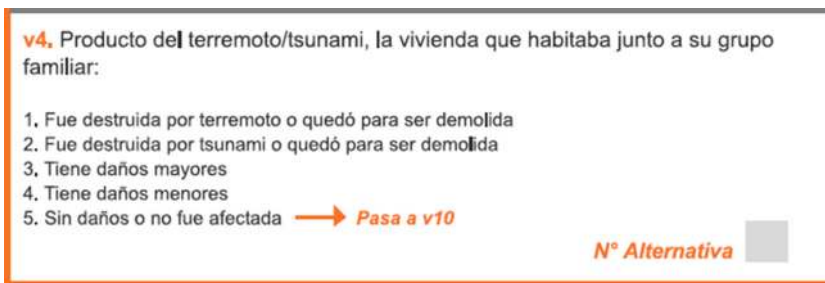 v4. Producto del terremoto/tsunami, la vivienda que habitaba junto a su grupo
familiar:
1. Fue destruida por terremoto o quedó para ser demolida
2. Fue destruida por tsunami o quedó para ser demolida
3. Tiene daños mayores
4. Tiene daños menores
5. Sin daños o no fue afectada → Pasa a v10
N° Alternativa